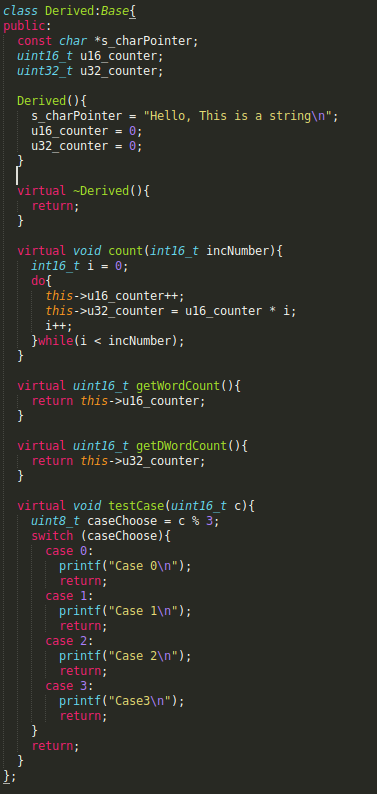 class Derived:Base{
public:
  const char *s_charPointer;
  uint16_t u16_counter;
  uint32_t u32_counter;

  Derived(){
    s_charPointer = "Hello, This is a string\n";
    u16_counter = 0;
    u32_counter = 0;
  }

  virtual ~Derived(){
    return;
  }

  virtual void count(int16_t incNumber){
    int16_t i = 0;
    do{
      this->u16_counter++;
      this->u32_counter = u16_counter * i;
      i++;
    }while(i < incNumber);
  }

  virtual uint16_t getWordCount(){
    return this->u16_counter;
  }

  virtual uint16_t getDWordCount(){
    return this->u32_counter;
  }

  virtual void testCase(uint16_t c){
    uint8_t caseChoose = c % 3;
    switch (caseChoose){
      case 0:
        printf("Case 0\n");
        return;
      case 1:
        printf("Case 1\n");
        return;
      case 2:
        printf("Case 2\n");
        return;
      case 3:
        printf("Case3\n");
        return;
    }
    return;
  }
};